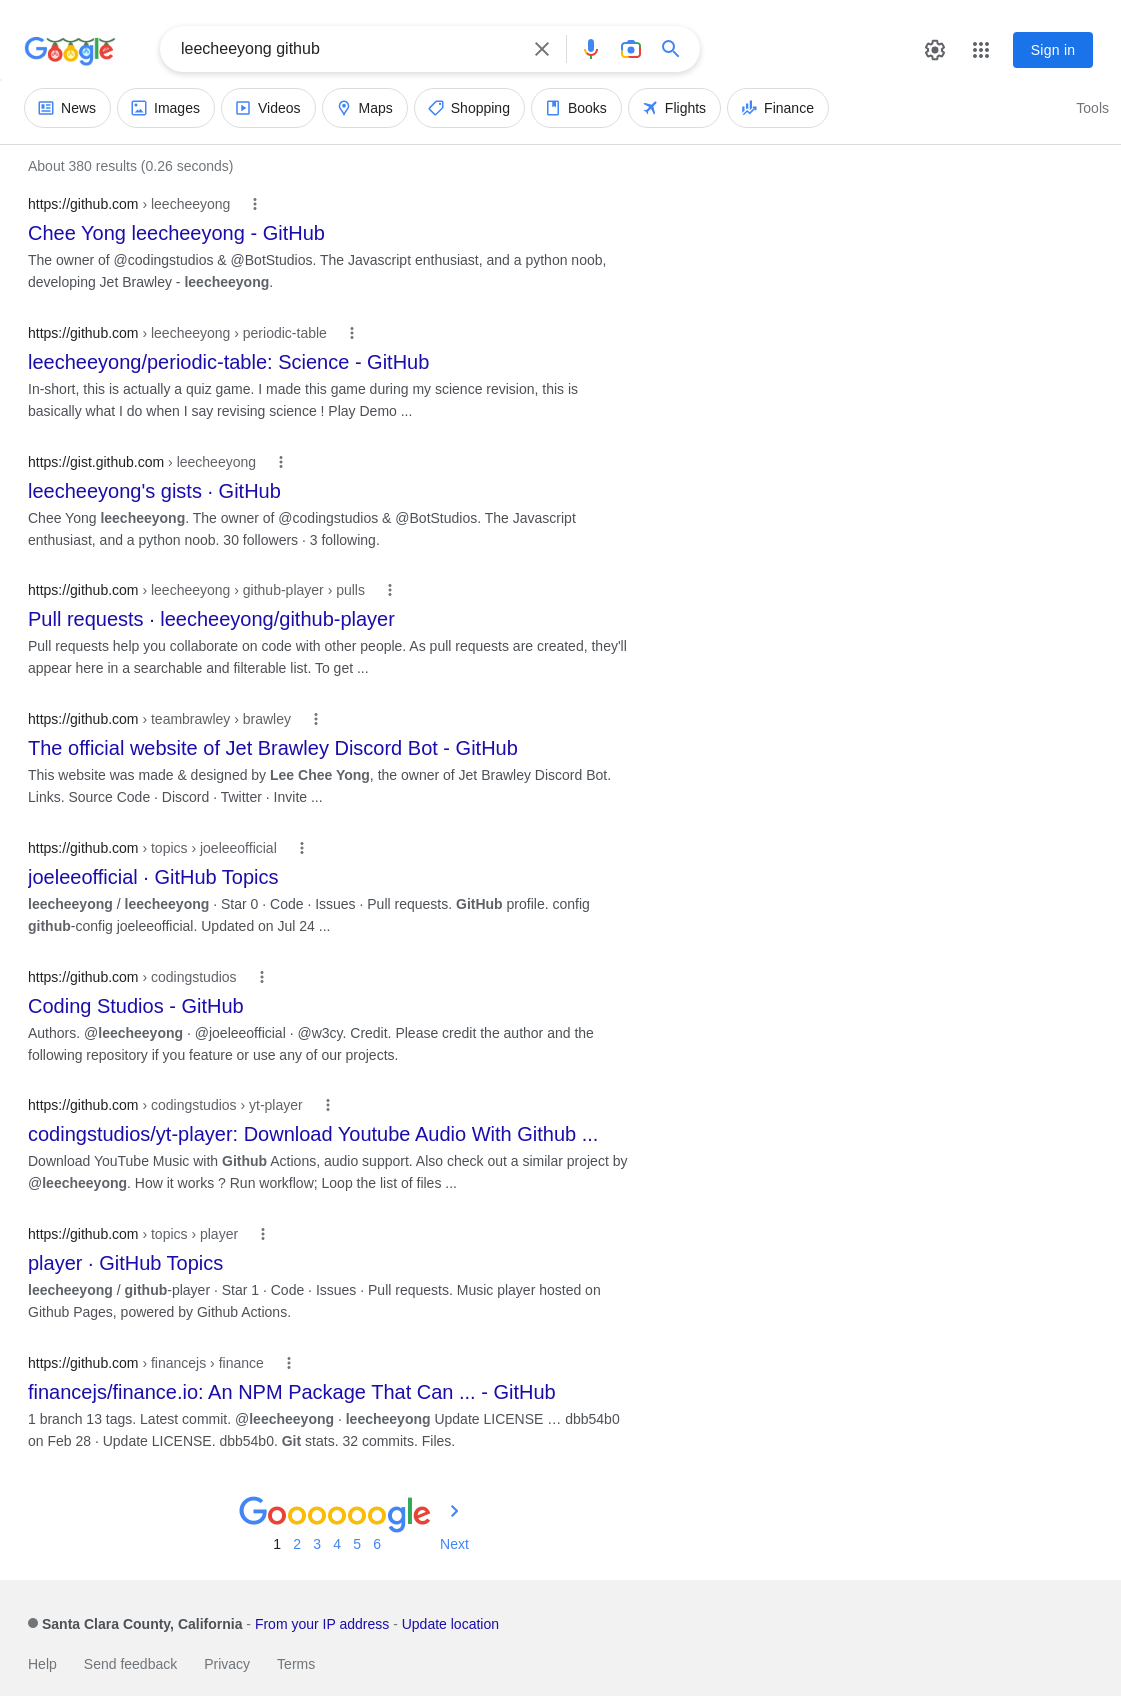 Google
leecheeyong github
Sign in
News Images Videos Maps Shopping Books Flights Finance Tools
About 380 results (0.26 seconds)
https://github.com › leecheeyong
Chee Yong leecheeyong - GitHub
The owner of @codingstudios & @BotStudios. The Javascript enthusiast, and a python noob,
developing Jet Brawley - leecheeyong.
https://github.com › leecheeyong › periodic-table
leecheeyong/periodic-table: Science - GitHub
In-short, this is actually a quiz game. I made this game during my science revision, this is
basically what I do when I say revising science ! Play Demo ...
https://gist.github.com › leecheeyong
leecheeyong's gists · GitHub
Chee Yong leecheeyong. The owner of @codingstudios & @BotStudios. The Javascript
enthusiast, and a python noob. 30 followers · 3 following.
https://github.com › leecheeyong › github-player › pulls
Pull requests · leecheeyong/github-player
Pull requests help you collaborate on code with other people. As pull requests are created, they'll
appear here in a searchable and filterable list. To get ...
https://github.com › teambrawley › brawley
The official website of Jet Brawley Discord Bot - GitHub
This website was made & designed by Lee Chee Yong, the owner of Jet Brawley Discord Bot.
Links. Source Code · Discord · Twitter · Invite ...
https://github.com › topics › joeleeofficial
joeleeofficial · GitHub Topics
leecheeyong / leecheeyong · Star 0 · Code · Issues · Pull requests. GitHub profile. config
github-config joeleeofficial. Updated on Jul 24 ...
https://github.com › codingstudios
Coding Studios - GitHub
Authors. @leecheeyong · @joeleeofficial · @w3cy. Credit. Please credit the author and the
following repository if you feature or use any of our projects.
https://github.com › codingstudios › yt-player
codingstudios/yt-player: Download Youtube Audio With Github ...
Download YouTube Music with Github Actions, audio support. Also check out a similar project by
@leecheeyong. How it works ? Run workflow; Loop the list of files ...
https://github.com › topics › player
player · GitHub Topics
leecheeyong / github-player · Star 1 · Code · Issues · Pull requests. Music player hosted on
Github Pages, powered by Github Actions.
https://github.com › financejs › finance
financejs/finance.io: An NPM Package That Can ... - GitHub
1 branch 13 tags. Latest commit. @leecheeyong · leecheeyong Update LICENSE … dbb54b0
on Feb 28 · Update LICENSE. dbb54b0. Git stats. 32 commits. Files.
Goooooogle
1 2 3 4 5 6 Next
Santa Clara County, California - From your IP address - Update location
Help Send feedback Privacy Terms